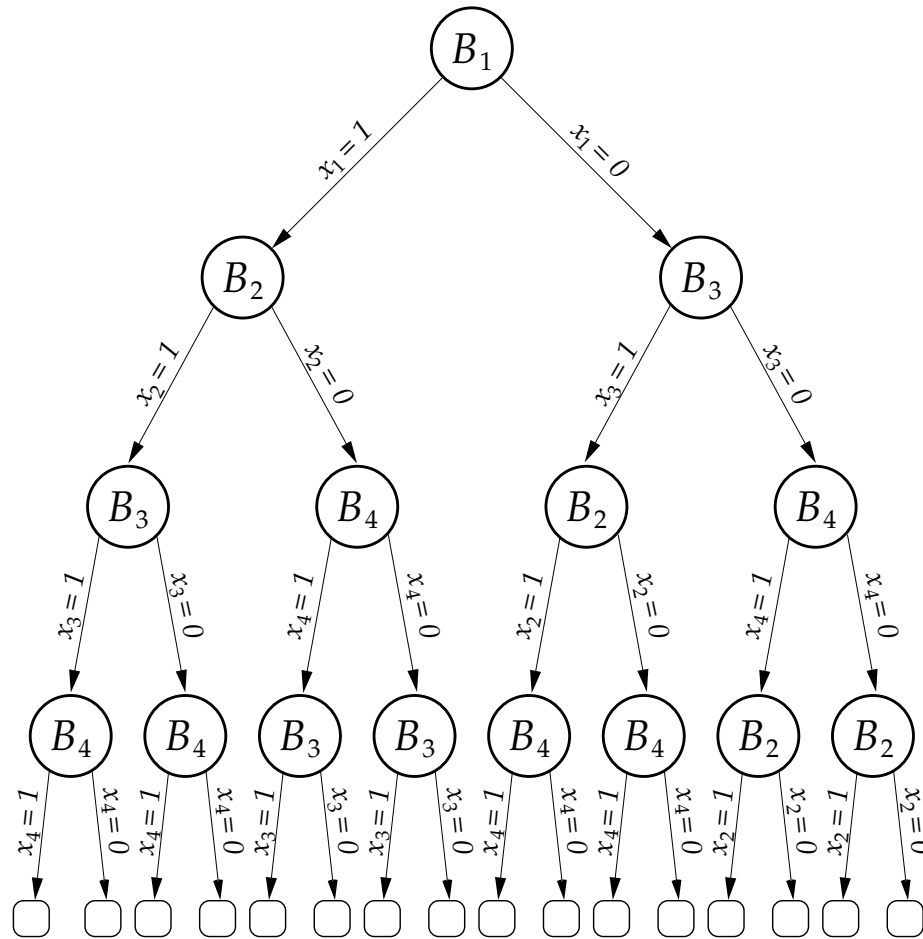 B₁
x₁ = 1 x₁ = 0
B₂ B₃
x₂ = 1 x₂ = 0 x₃ = 1 x₃ = 0
B₃ B₄ B₂ B₄
x₃ = 1 x₃ = 0 x₄ = 1 x₄ = 0 x₂ = 1 x₂ = 0 x₄ = 1 x₄ = 0
B₄ B₄ B₃ B₃ B₄ B₄ B₂ B₂
x₄ = 1 x₄ = 0 x₄ = 1 x₄ = 0 x₃ = 1 x₃ = 0 x₃ = 1 x₃ = 0 x₄ = 1 x₄ = 0 x₄ = 1 x₄ = 0 x₂ = 1 x₂ = 0 x₂ = 1 x₂ = 0